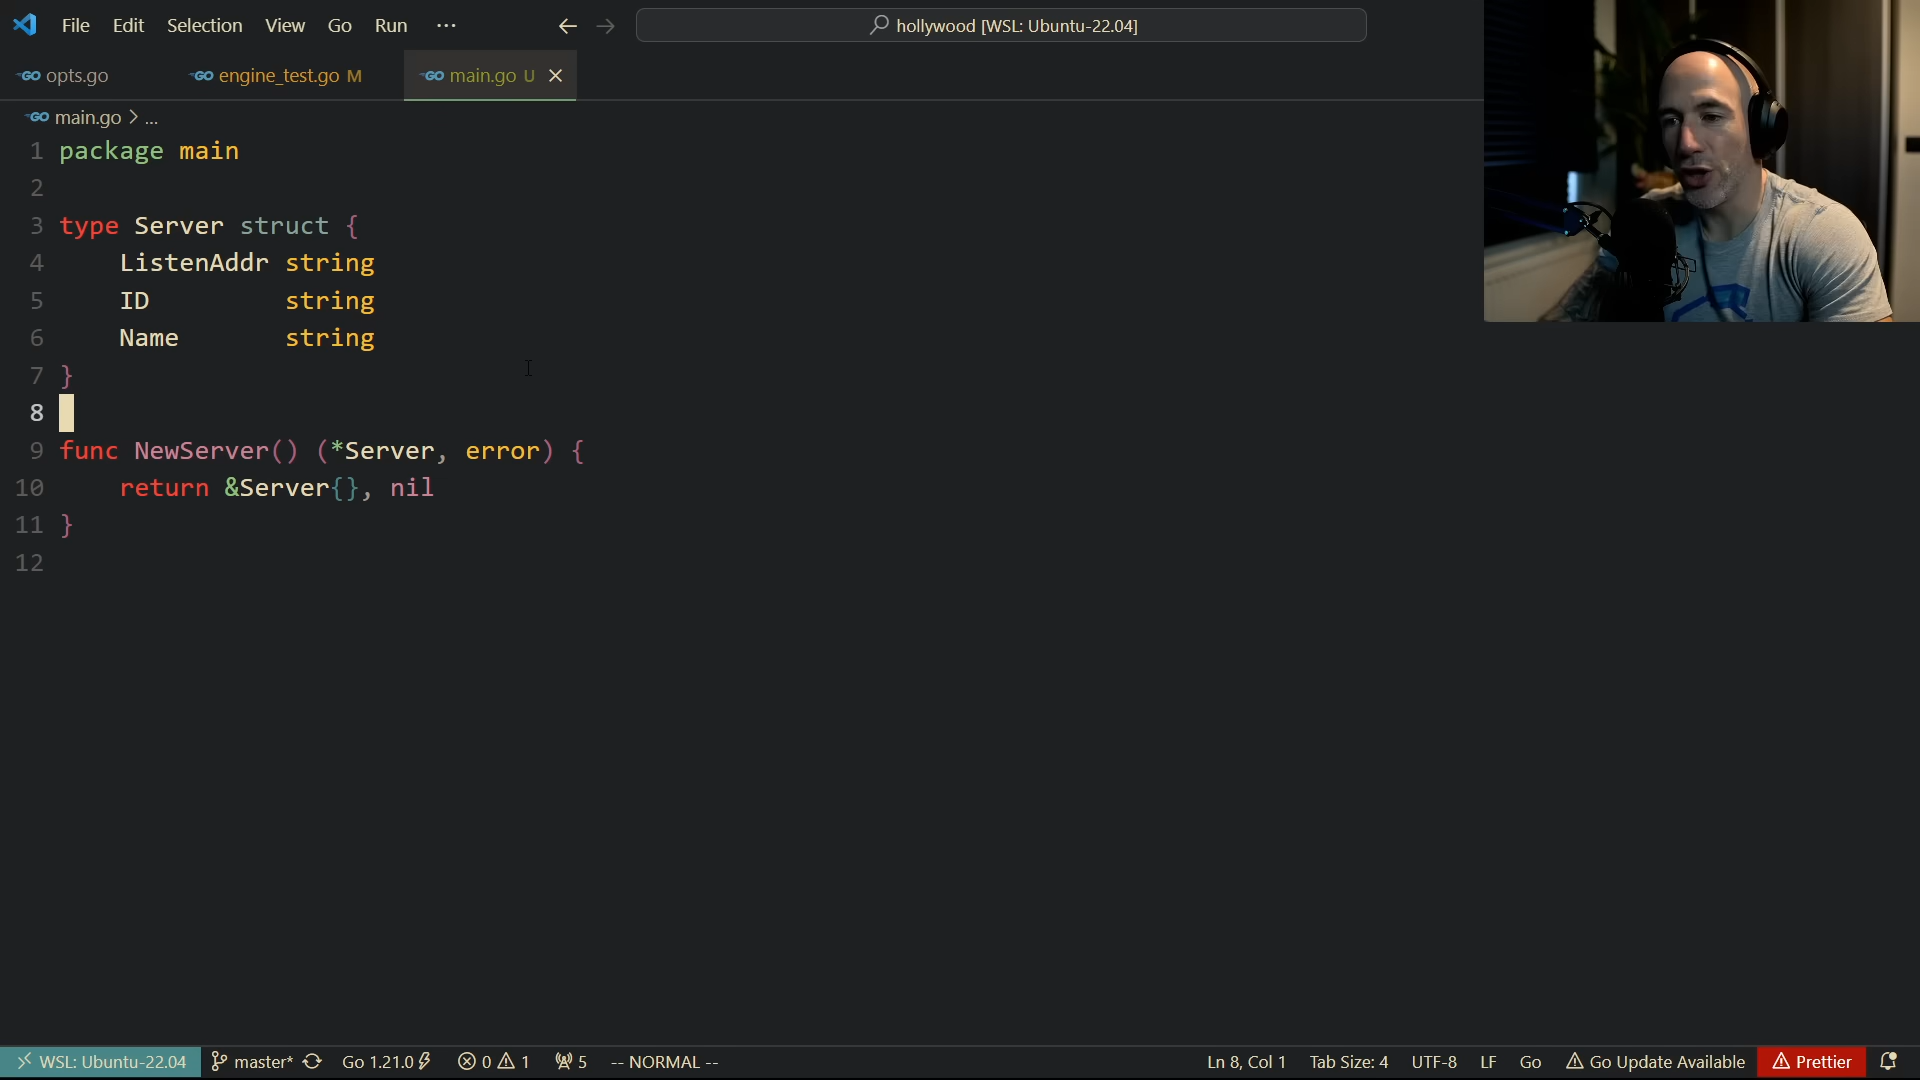 File Edit Selection View Go Run ··· hollywood [WSL: Ubuntu-22.04]
GO opts.go GO engine_test.go M GO main.go U
GO main.go > ...
1 package main
2
3 type Server struct {
4 ListenAddr string
5 ID string
6 Name string
7 }
8
9 func NewServer() (*Server, error) {
10 return &Server{}, nil
11 }
12
WSL: Ubuntu-22.04 master* Go 1.21.0 0 1 5 -- NORMAL -- Ln 8, Col 1 Tab Size: 4 UTF-8 LF Go Go Update Available Prettier